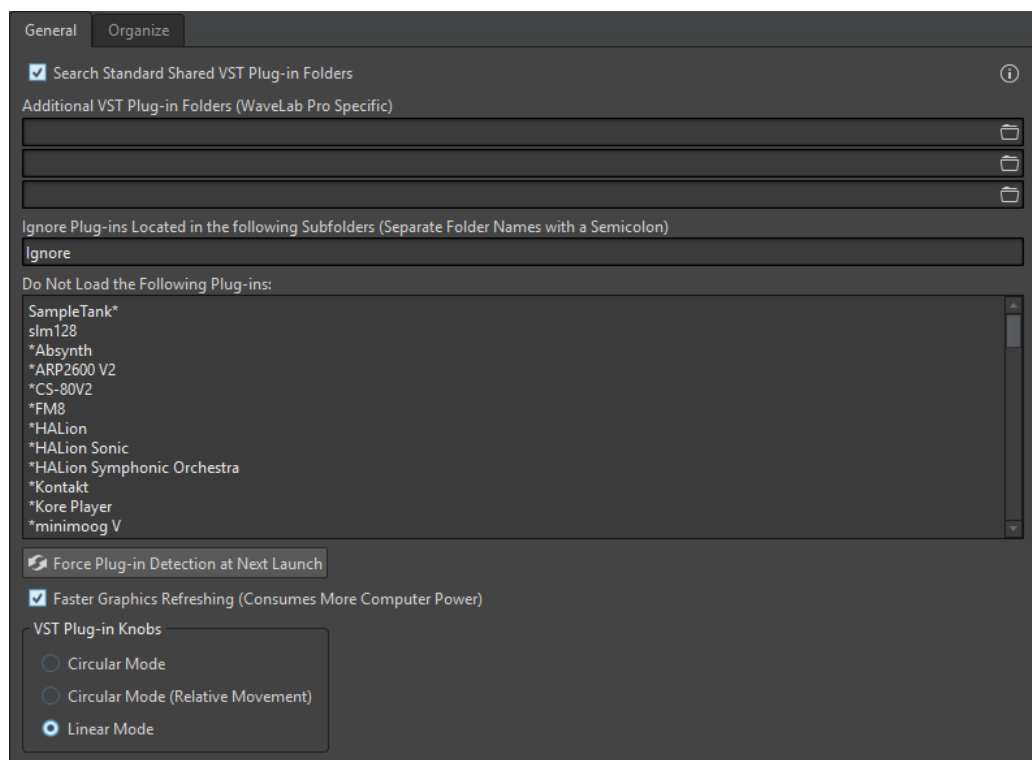 General Organize
Search Standard Shared VST Plug-in Folders
Additional VST Plug-in Folders (WaveLab Pro Specific)
Ignore Plug-ins Located in the following Subfolders (Separate Folder Names with a Semicolon)
Ignore
Do Not Load the Following Plug-ins:
SampleTank*
slm128
*Absynth
*ARP2600 V2
*CS-80V2
*FM8
*HALion
*HALion Sonic
*HALion Symphonic Orchestra
*Kontakt
*Kore Player
*minimoog V
Force Plug-in Detection at Next Launch
Faster Graphics Refreshing (Consumes More Computer Power)
VST Plug-in Knobs
Circular Mode
Circular Mode (Relative Movement)
Linear Mode